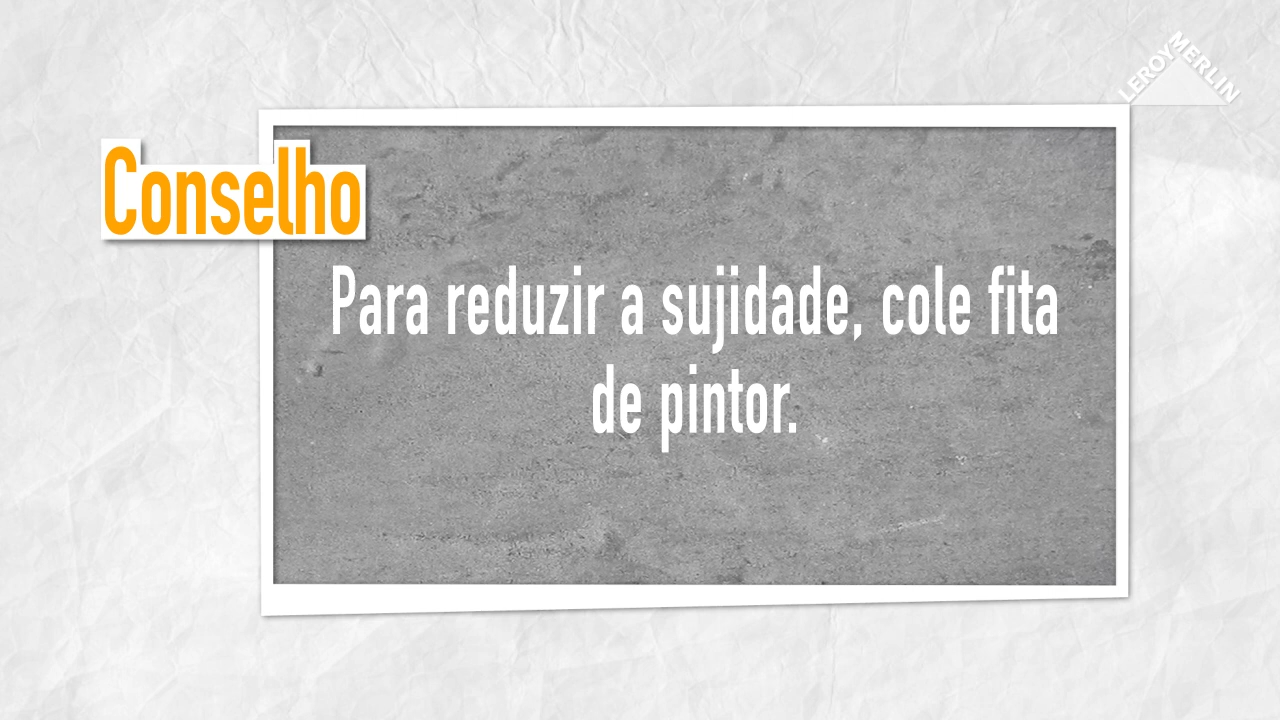 LEROY MERLIN
Conselho
Para reduzir a sujidade, cole fita
de pintor.